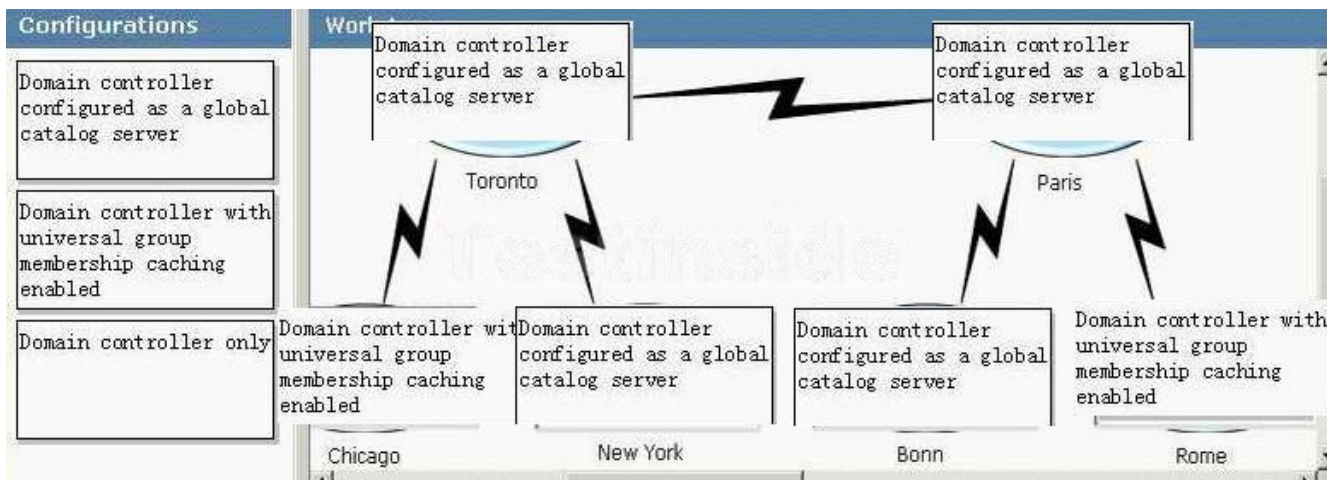 Configurations
Domain controller
configured as a global
catalog server
Domain controller with
universal group
membership caching
enabled
Domain controller only
Domain controller
configured as a global
catalog server
Domain controller
configured as a global
catalog server
Toronto
Paris
Domain controller wit
universal group
membership caching
enabled
Domain controller
configured as a global
catalog server
Domain controller
configured as a global
catalog server
Domain controller with
universal group
membership caching
enabled
Chicago
New York
Bonn
Rome